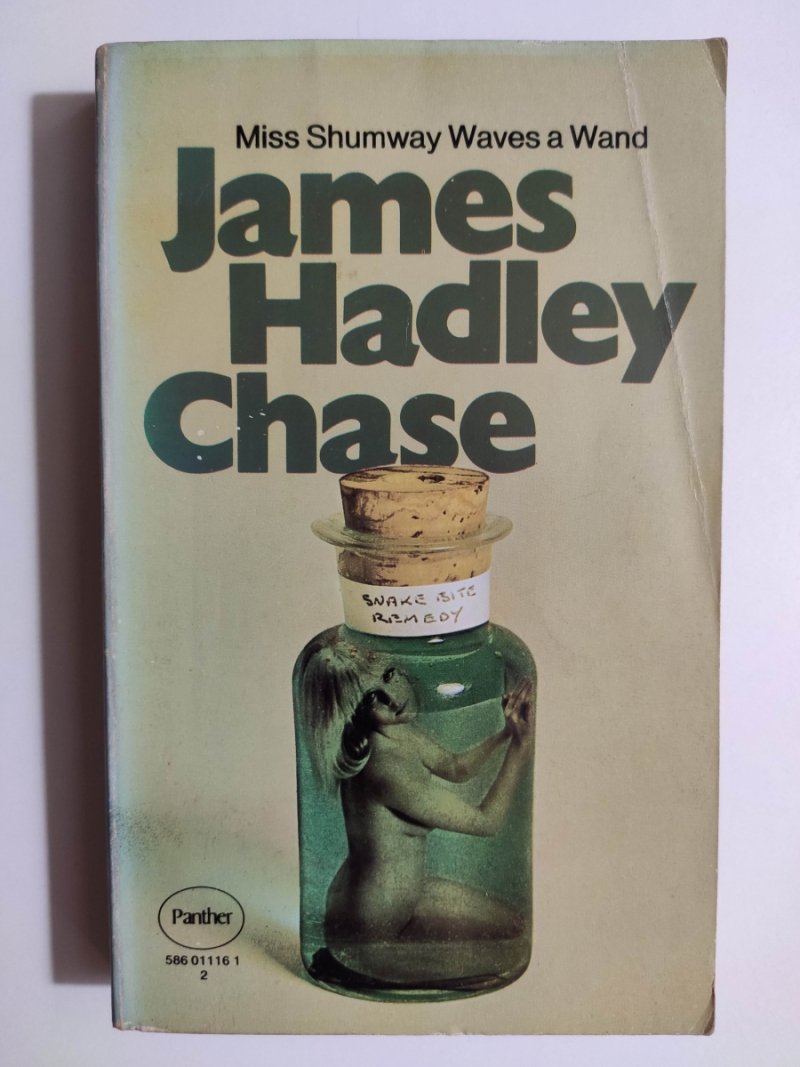 Miss Shumway Waves a Wand
James
Hadley
Chase
SNAKE BITE
REMEDY
Panther
586 01116 1
2